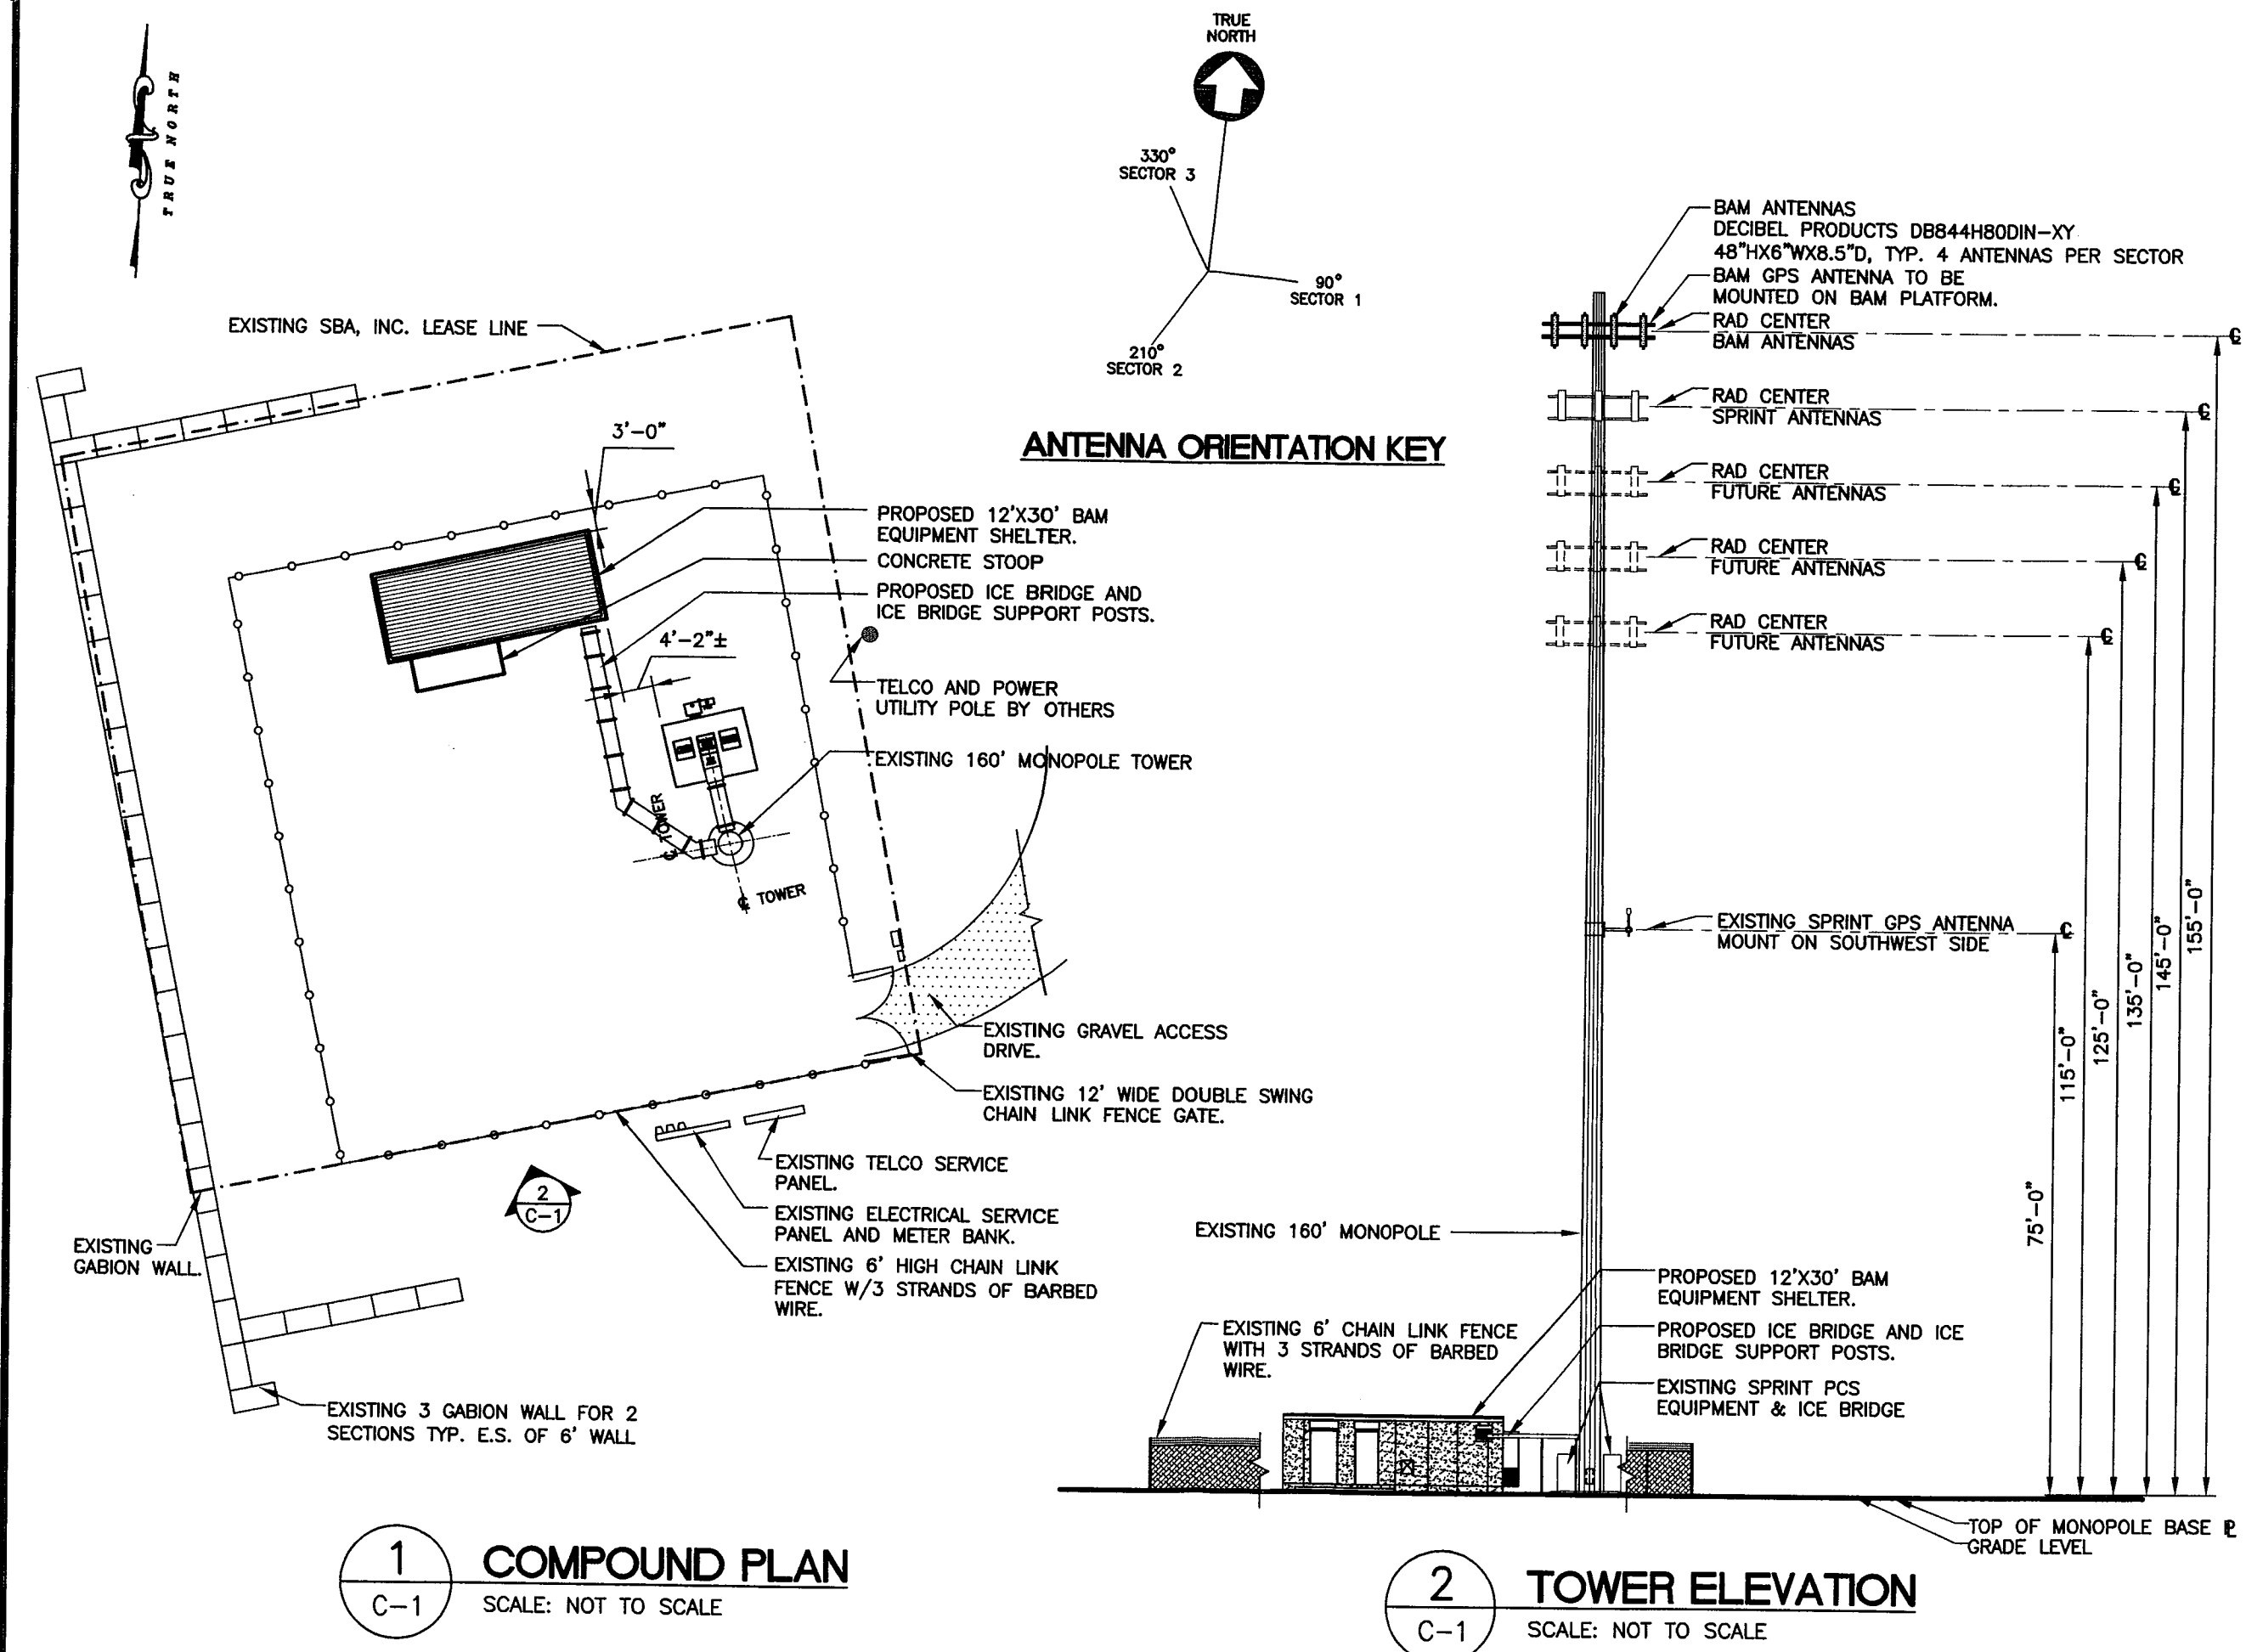 TRUE NORTH
TRUE
NORTH
330°
SECTOR 3
90°
SECTOR 1
210°
SECTOR 2
ANTENNA ORIENTATION KEY
EXISTING SBA, INC. LEASE LINE
3'-0"
PROPOSED 12'X30' BAM
EQUIPMENT SHELTER.
CONCRETE STOOP
PROPOSED ICE BRIDGE AND
ICE BRIDGE SUPPORT POSTS.
4'-2"±
TELCO AND POWER
UTILITY POLE BY OTHERS
EXISTING 160' MONOPOLE TOWER
℄ TOWER
℄ TOWER
EXISTING GRAVEL ACCESS
DRIVE.
EXISTING 12' WIDE DOUBLE SWING
CHAIN LINK FENCE GATE.
EXISTING TELCO SERVICE
PANEL.
EXISTING ELECTRICAL SERVICE
PANEL AND METER BANK.
EXISTING 6' HIGH CHAIN LINK
FENCE W/3 STRANDS OF BARBED
WIRE.
2
C-1
EXISTING
GABION WALL.
EXISTING 3 GABION WALL FOR 2
SECTIONS TYP. E.S. OF 6' WALL
1
C-1
COMPOUND PLAN
SCALE: NOT TO SCALE
BAM ANTENNAS
DECIBEL PRODUCTS DB844H80DIN-XY
48"HX6"WX8.5"D, TYP. 4 ANTENNAS PER SECTOR
BAM GPS ANTENNA TO BE
MOUNTED ON BAM PLATFORM.
RAD CENTER
BAM ANTENNAS
℄
RAD CENTER
SPRINT ANTENNAS
℄
RAD CENTER
FUTURE ANTENNAS
℄
RAD CENTER
FUTURE ANTENNAS
℄
RAD CENTER
FUTURE ANTENNAS
℄
EXISTING SPRINT GPS ANTENNA
MOUNT ON SOUTHWEST SIDE
℄
75'-0"
115'-0"
125'-0"
135'-0"
145'-0"
155'-0"
EXISTING 160' MONOPOLE
PROPOSED 12'X30' BAM
EQUIPMENT SHELTER.
EXISTING 6' CHAIN LINK FENCE
WITH 3 STRANDS OF BARBED
WIRE.
PROPOSED ICE BRIDGE AND ICE
BRIDGE SUPPORT POSTS.
EXISTING SPRINT PCS
EQUIPMENT & ICE BRIDGE
TOP OF MONOPOLE BASE ⅊
GRADE LEVEL
2
C-1
TOWER ELEVATION
SCALE: NOT TO SCALE